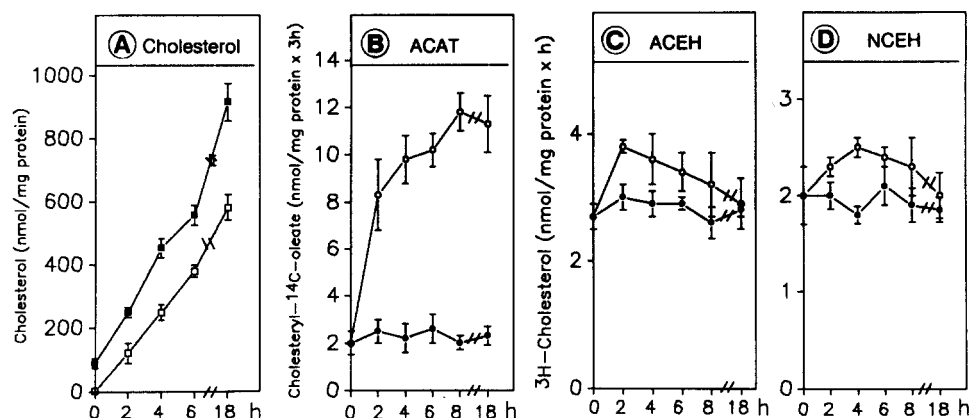 A Cholesterol
Cholesterol (nmol/mg protein)
1000
800
600
400
200
0
0 2 4 6 18 h
B ACAT
Cholesteryl-¹⁴C-oleate (nmol/mg protein x 3h)
14
12
10
8
6
4
2
0
0 2 4 6 8 18 h
C ACEH
³H-Cholesterol (nmol/mg protein x h)
4
2
0
0 2 4 6 8 18 h
D NCEH
3
2
1
0
0 2 4 6 8 18 h